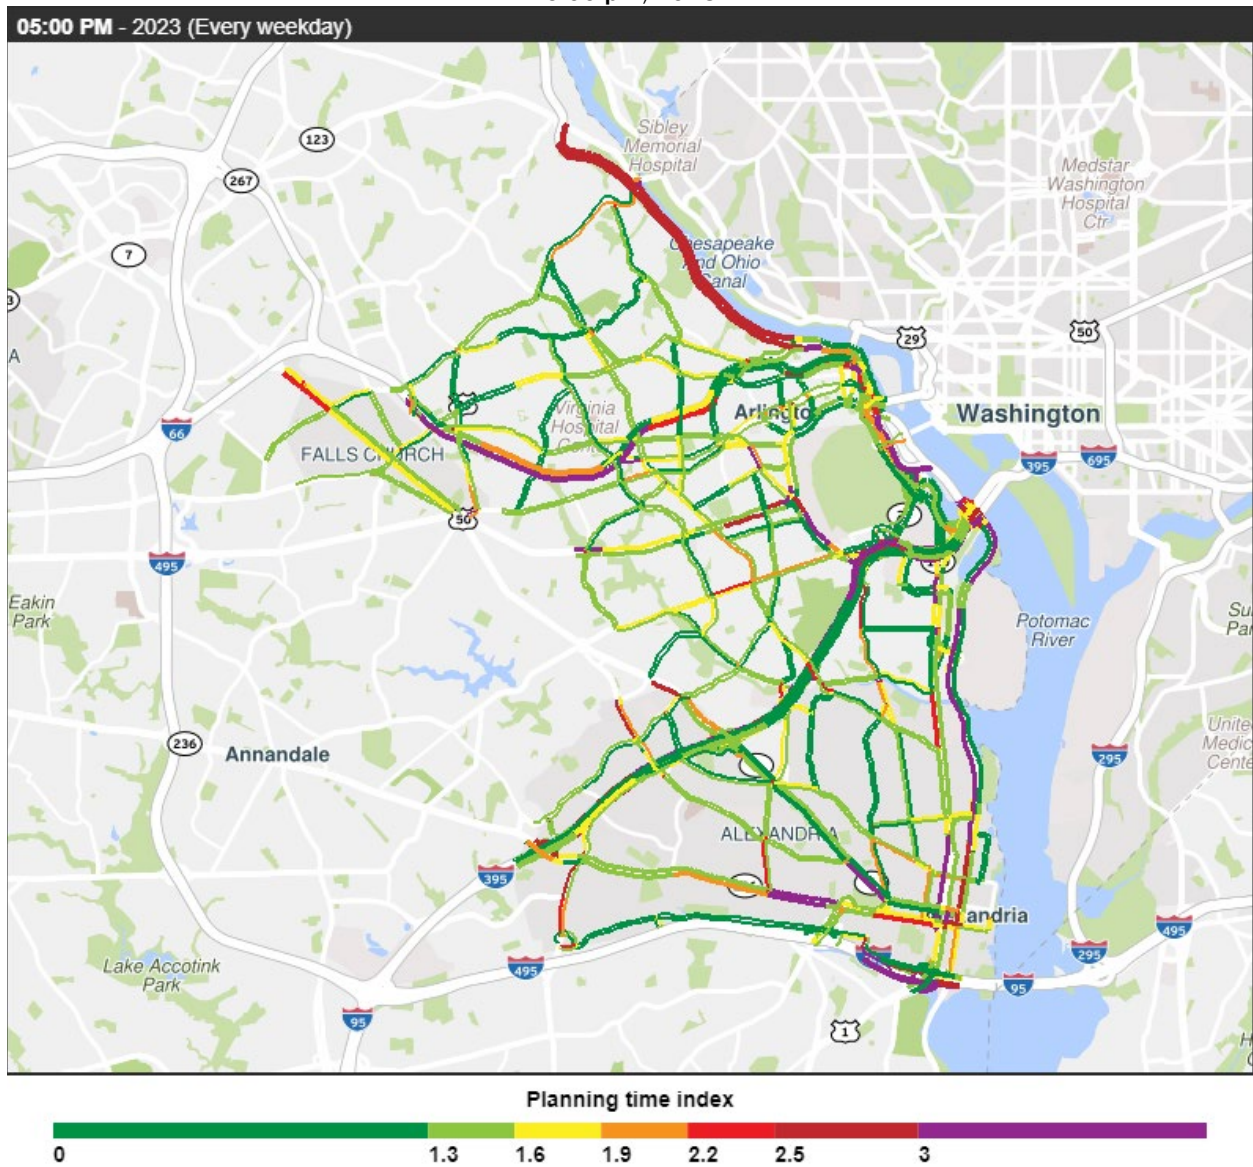 05:00 PM - 2023 (Every weekday)
123
Sibley
Memorial
Hospital
Medstar
Washington
Hospital
Ctr
267
7
Chesapeake
And Ohio
Canal
3
50
29
A
Arlington
Washington
Virginia
Hospital
66
FALLS CHURCH
395
695
50
495
Eakin
Park
Potomac
River
236
Annandale
295
ALEXANDRIA
395
andria
495
295
Lake Accotink
Park
495
95
95
1
Planning time index
0
1.3
1.6
1.9
2.2
2.5
3